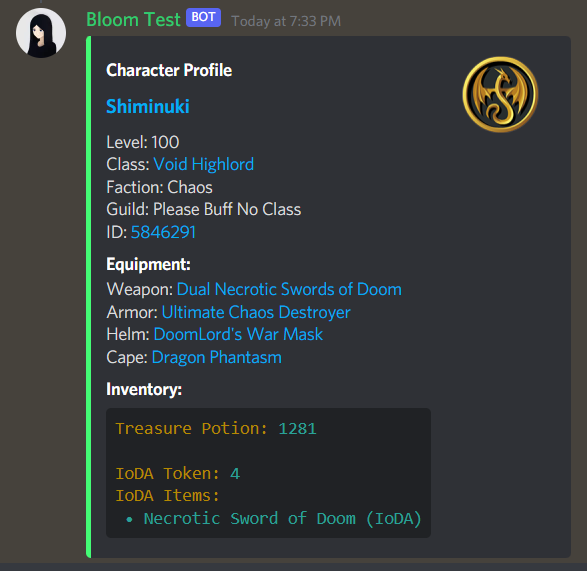 Bloom Test BOT Today at 7:33 PM
Character Profile
Shiminuki
Level: 100
Class: Void Highlord
Faction: Chaos
Guild: Please Buff No Class
ID: 5846291
Equipment:
Weapon: Dual Necrotic Swords of Doom
Armor: Ultimate Chaos Destroyer
Helm: DoomLord's War Mask
Cape: Dragon Phantasm
Inventory:
Treasure Potion: 1281
IoDA Token: 4
IoDA Items:
• Necrotic Sword of Doom (IoDA)